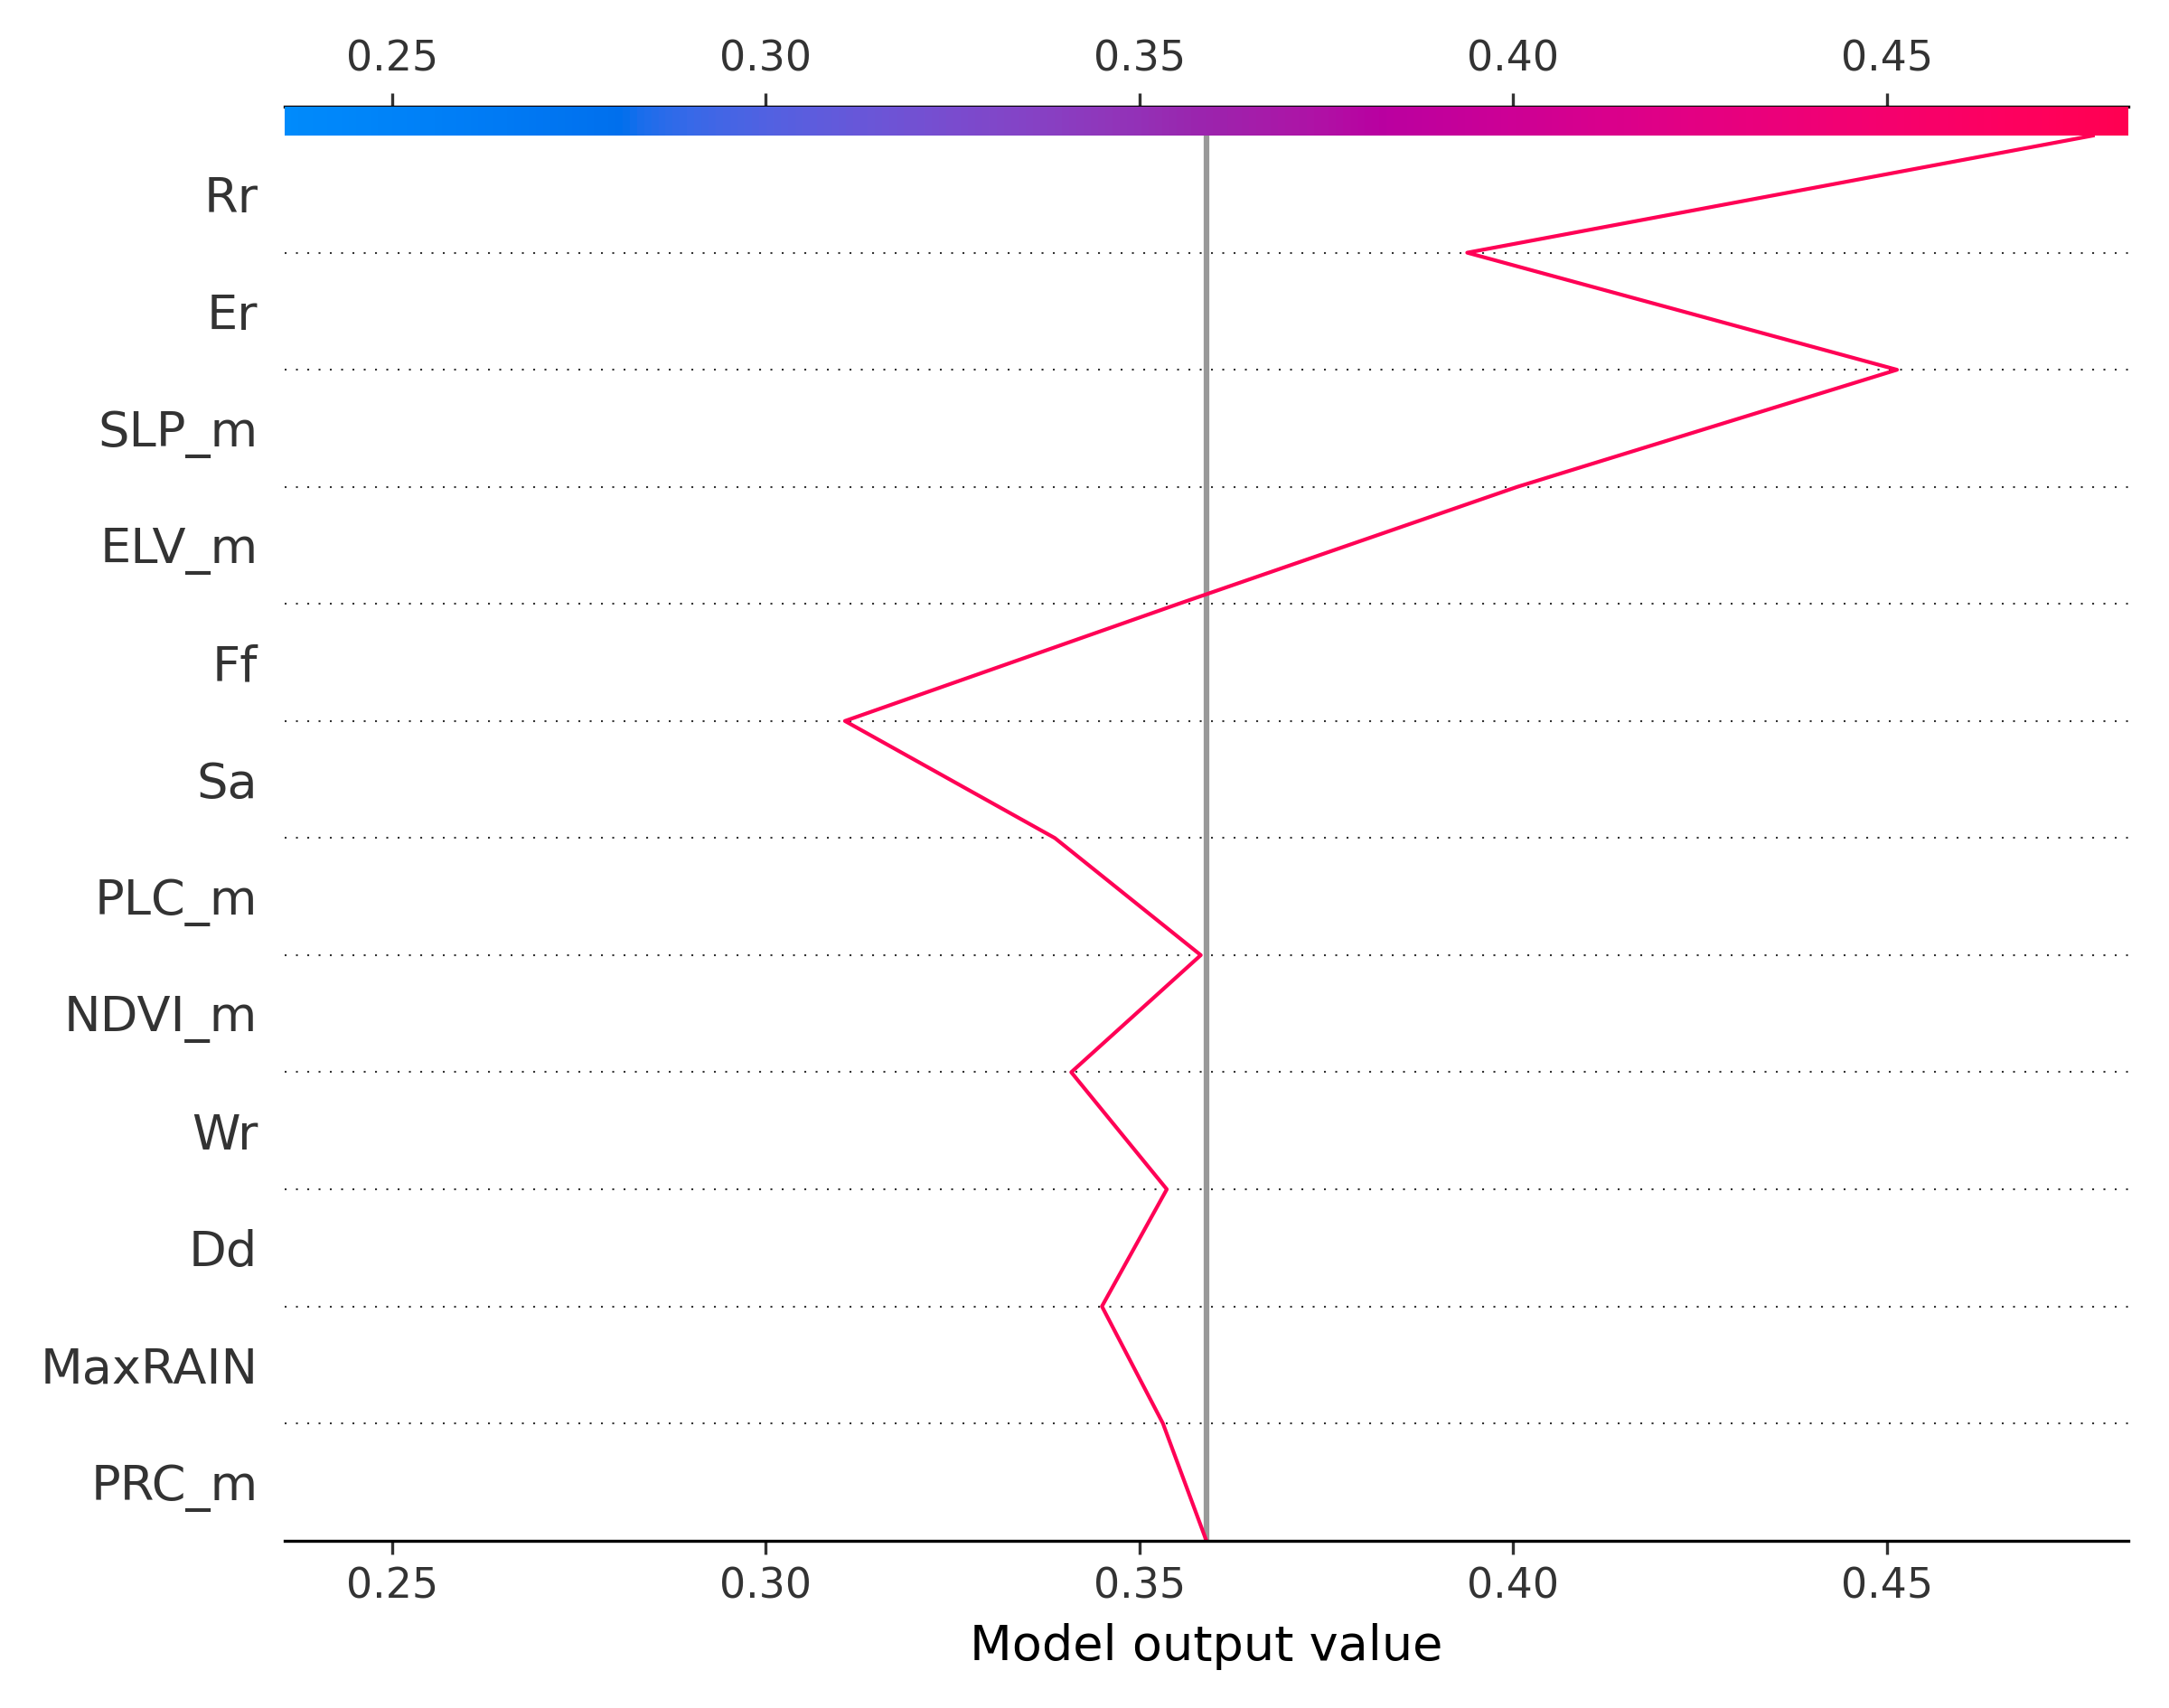 0.25 0.30 0.35 0.40 0.45
Rr
Er
SLP_m
ELV_m
Ff
Sa
PLC_m
NDVI_m
Wr
Dd
MaxRAIN
PRC_m
0.25 0.30 0.35 0.40 0.45
Model output value